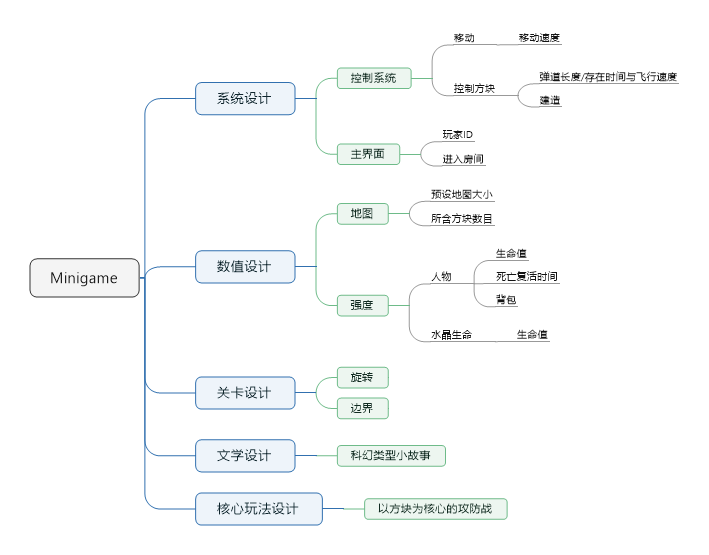 Minigame
系统设计
控制系统
移动
移动速度
控制方块
弹道长度/存在时间与飞行速度
建造
主界面
玩家ID
进入房间
数值设计
地图
预设地图大小
所含方块数目
强度
人物
生命值
死亡复活时间
背包
水晶生命
生命值
关卡设计
旋转
边界
文学设计
科幻类型小故事
核心玩法设计
以方块为核心的攻防战